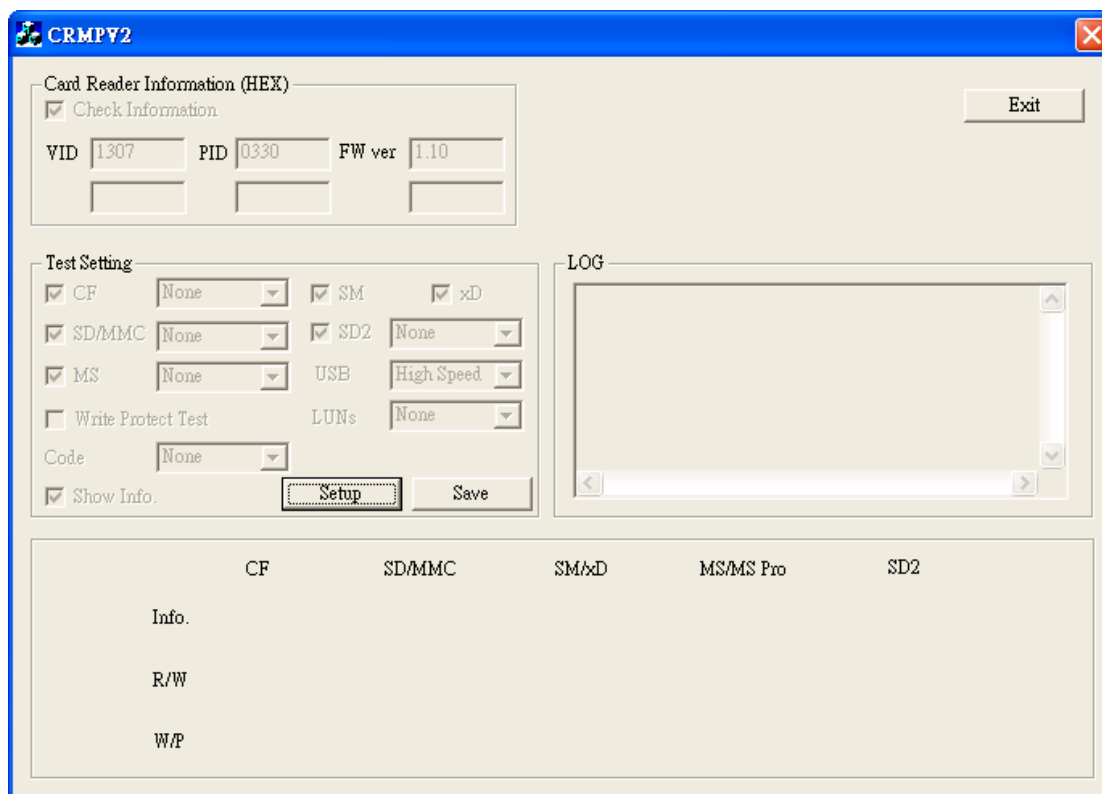 CRMPV2
Card Reader Information (HEX)
Check Information
Exit
VID 1307 PID 0330 FW ver 1.10
Test Setting
LOG
CF None SM xD
SD/MMC None SD2 None
MS None USB High Speed
Write Protect Test LUNs None
Code None
Show Info. Setup Save
CF SD/MMC SM/xD MS/MS Pro SD2
Info.
R/W
W/P